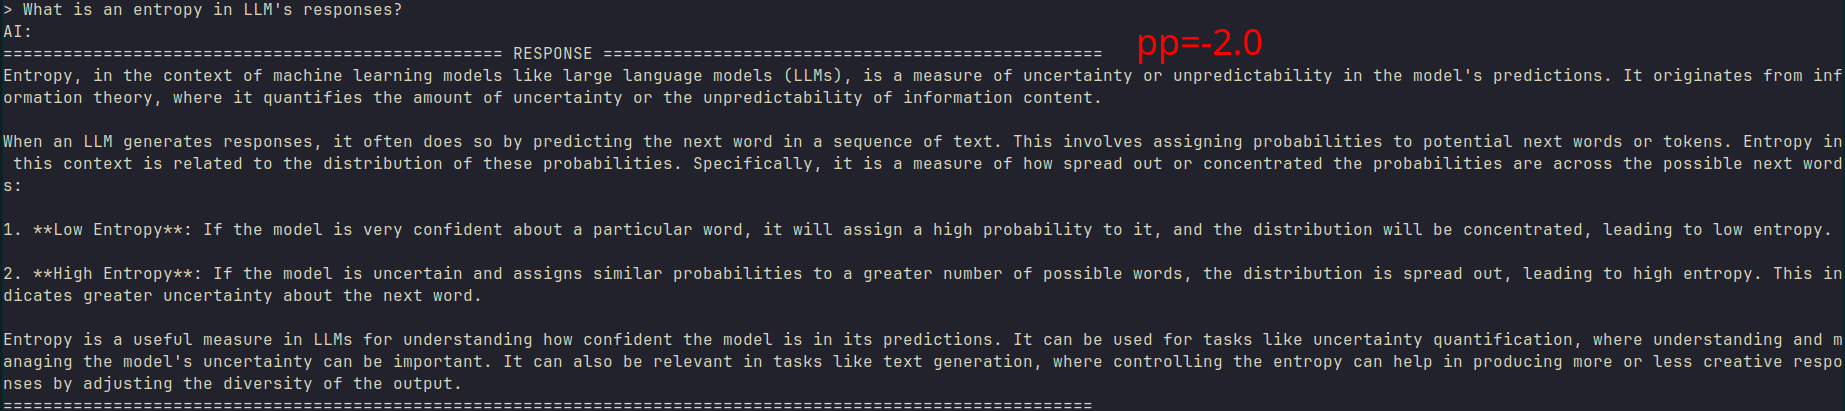 > What is an entropy in LLM's responses?
AI:
================================================== RESPONSE ==================================================
pp=-2.0
Entropy, in the context of machine learning models like large language models (LLMs), is a measure of uncertainty or unpredictability in the model's predictions. It originates from inf
ormation theory, where it quantifies the amount of uncertainty or the unpredictability of information content.
When an LLM generates responses, it often does so by predicting the next word in a sequence of text. This involves assigning probabilities to potential next words or tokens. Entropy in
this context is related to the distribution of these probabilities. Specifically, it is a measure of how spread out or concentrated the probabilities are across the possible next word
s:
1. **Low Entropy**: If the model is very confident about a particular word, it will assign a high probability to it, and the distribution will be concentrated, leading to low entropy.
2. **High Entropy**: If the model is uncertain and assigns similar probabilities to a greater number of possible words, the distribution is spread out, leading to high entropy. This in
dicates greater uncertainty about the next word.
Entropy is a useful measure in LLMs for understanding how confident the model is in its predictions. It can be used for tasks like uncertainty quantification, where understanding and m
anaging the model's uncertainty can be important. It can also be relevant in tasks like text generation, where controlling the entropy can help in producing more or less creative respo
nses by adjusting the diversity of the output.
=============================================================================================================